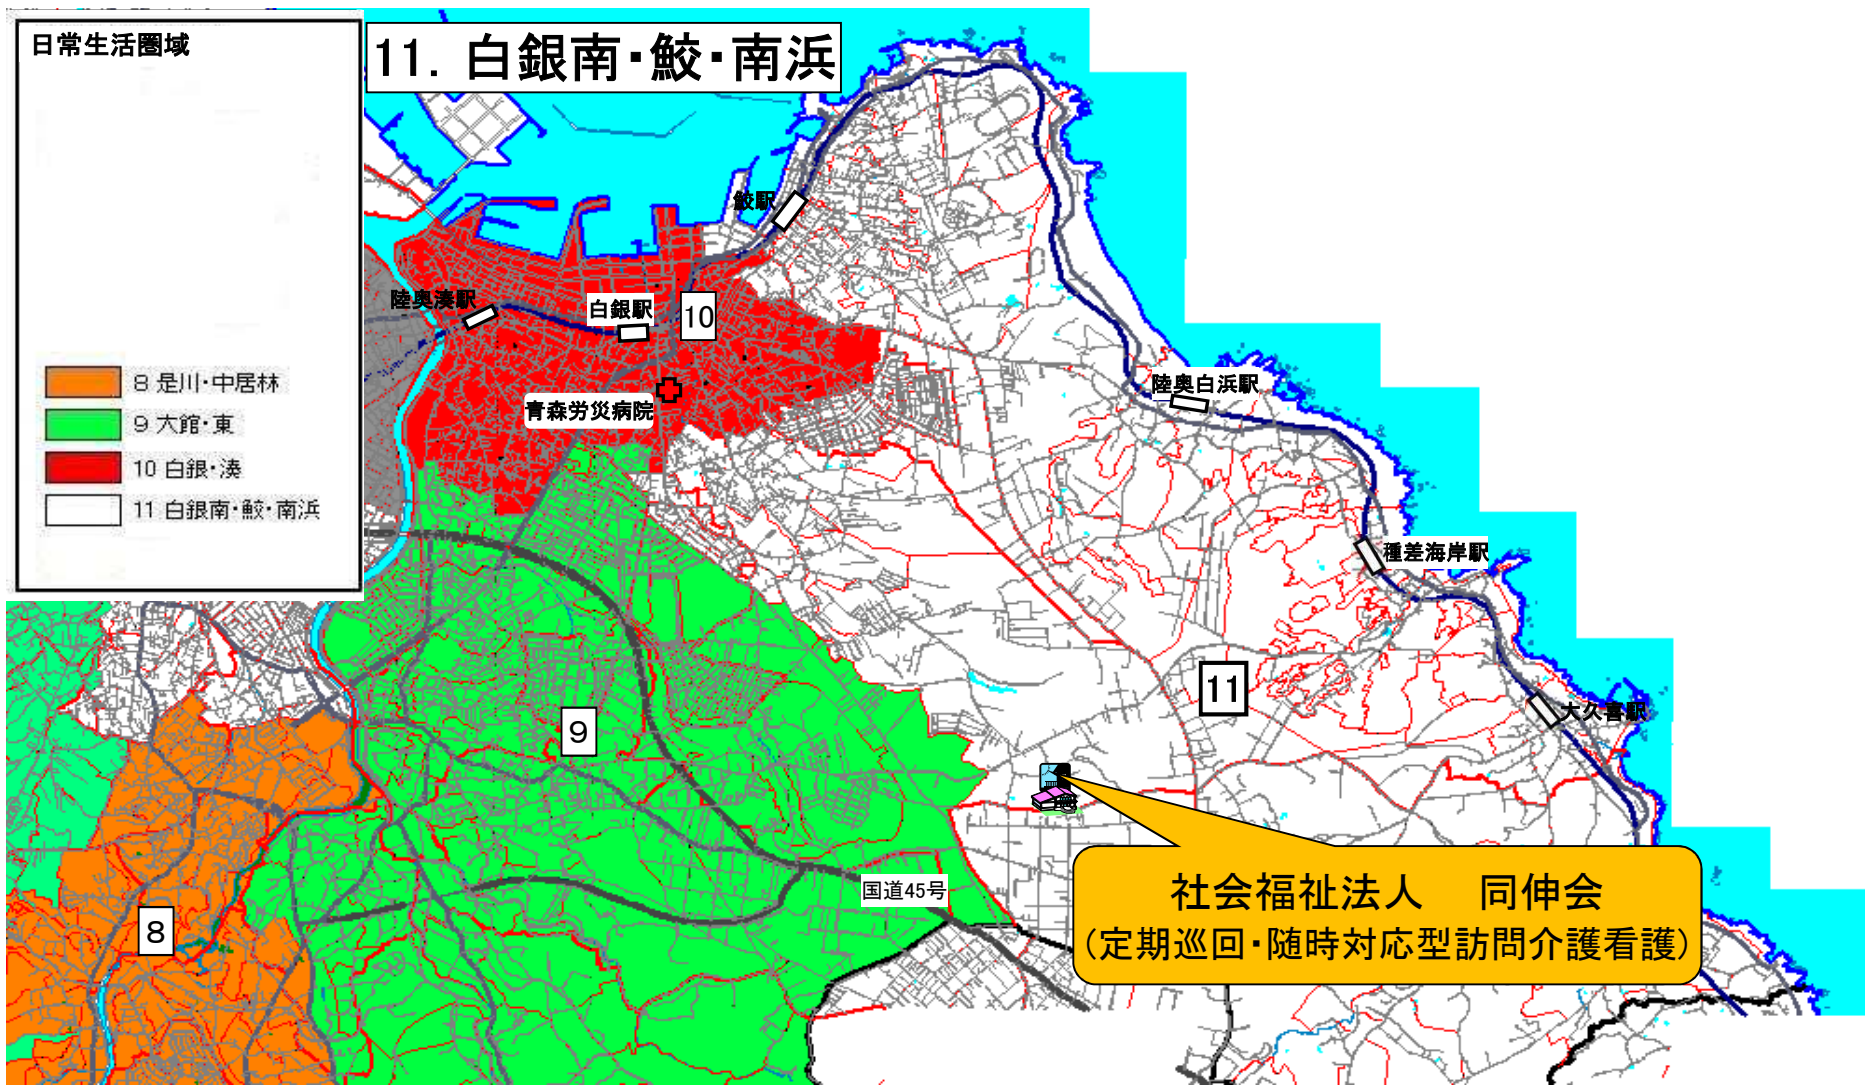 日常生活圏域
11．白銀南・鮫・南浜
8 是川・中居林
9 大館・東
10 白銀・湊
11 白銀南・鮫・南浜
鮫駅
陸奥湊駅
白銀駅
10
青森労災病院
陸奥白浜駅
種差海岸駅
11
大久喜駅
9
国道45号
8
社会福祉法人　同伸会
（定期巡回・随時対応型訪問介護看護）